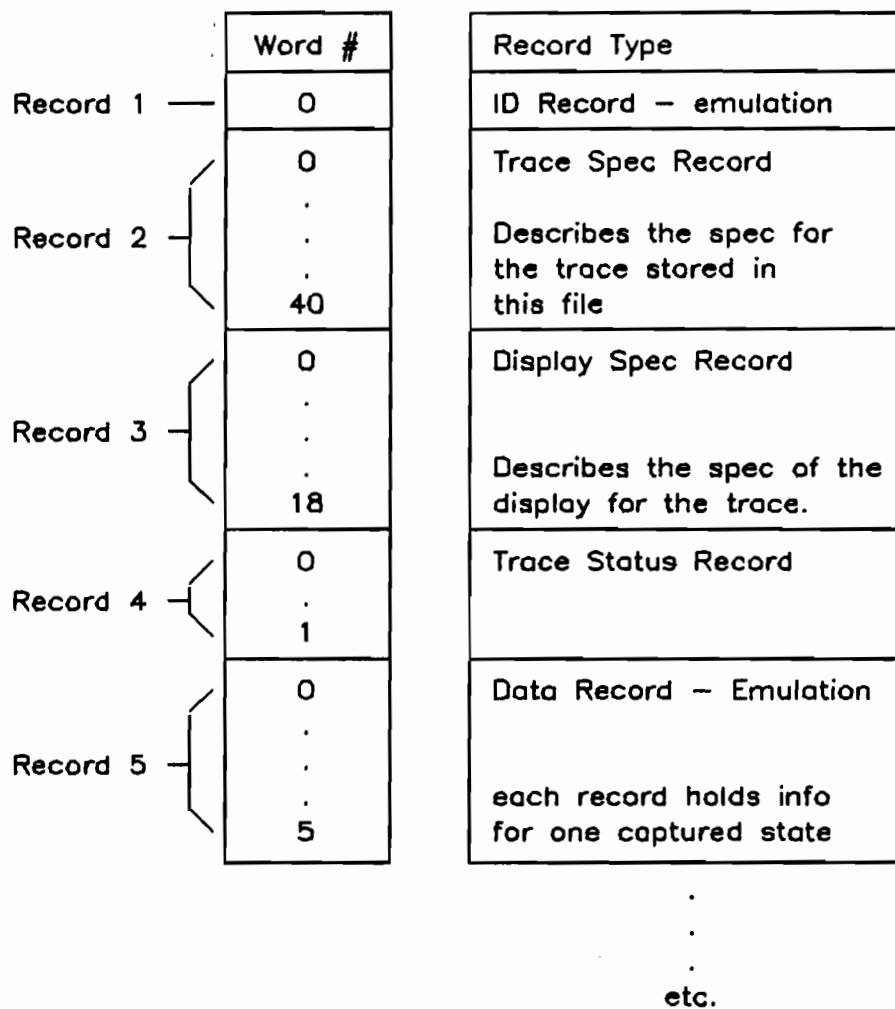 Word # Record Type
Record 1 0 ID Record – emulation
0 Trace Spec Record
.
Record 2 . Describes the spec for
. the trace stored in
40 this file
0 Display Spec Record
.
Record 3 .
. Describes the spec of the
18 display for the trace.
0 Trace Status Record
Record 4 .
1
0 Data Record – Emulation
.
Record 5 .
. each record holds info
5 for one captured state
.
.
.
etc.